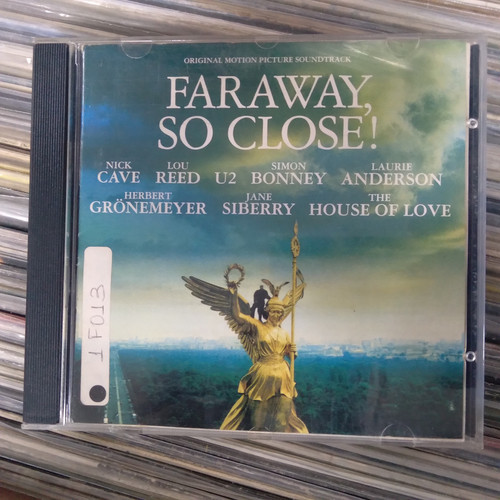 ORIGINAL MOTION PICTURE SOUNDTRACK
FARAWAY,
SO CLOSE!
NICK CAVE LOU REED U2 SIMON BONNEY LAURIE ANDERSON
HERBERT GRÖNEMEYER JANE SIBERRY THE HOUSE OF LOVE
1F013